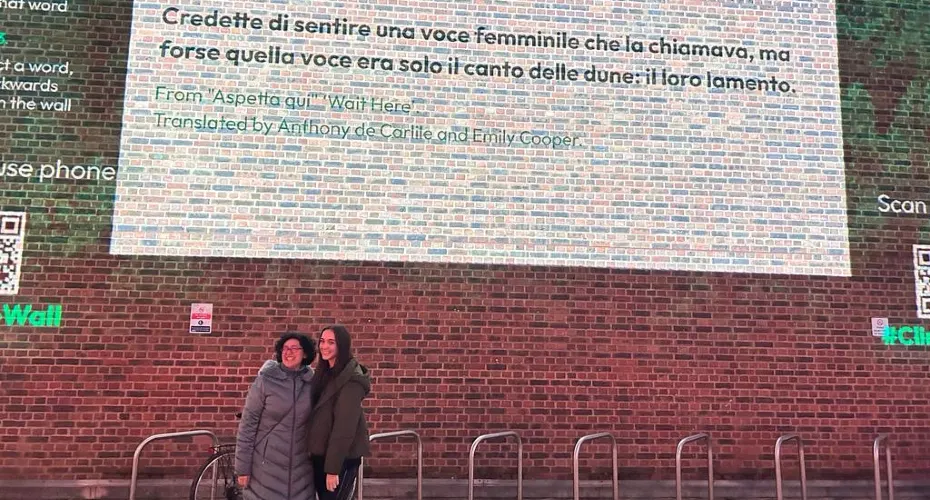 hat word
ct a word,
kwards
n the wall
use phone
Wall
Credette di sentire una voce femminile che la chiamava, ma
forse quella voce era solo il canto delle dune: il loro lamento.
From "Aspetta qui" 'Wait Here'.
Translated by Anthony de Carlile and Emily Cooper.
Scan
#Cli